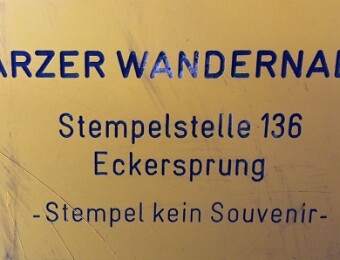 ARZER WANDERNA
Stempelstelle 136
Eckersprung
-Stempel kein Souvenir-